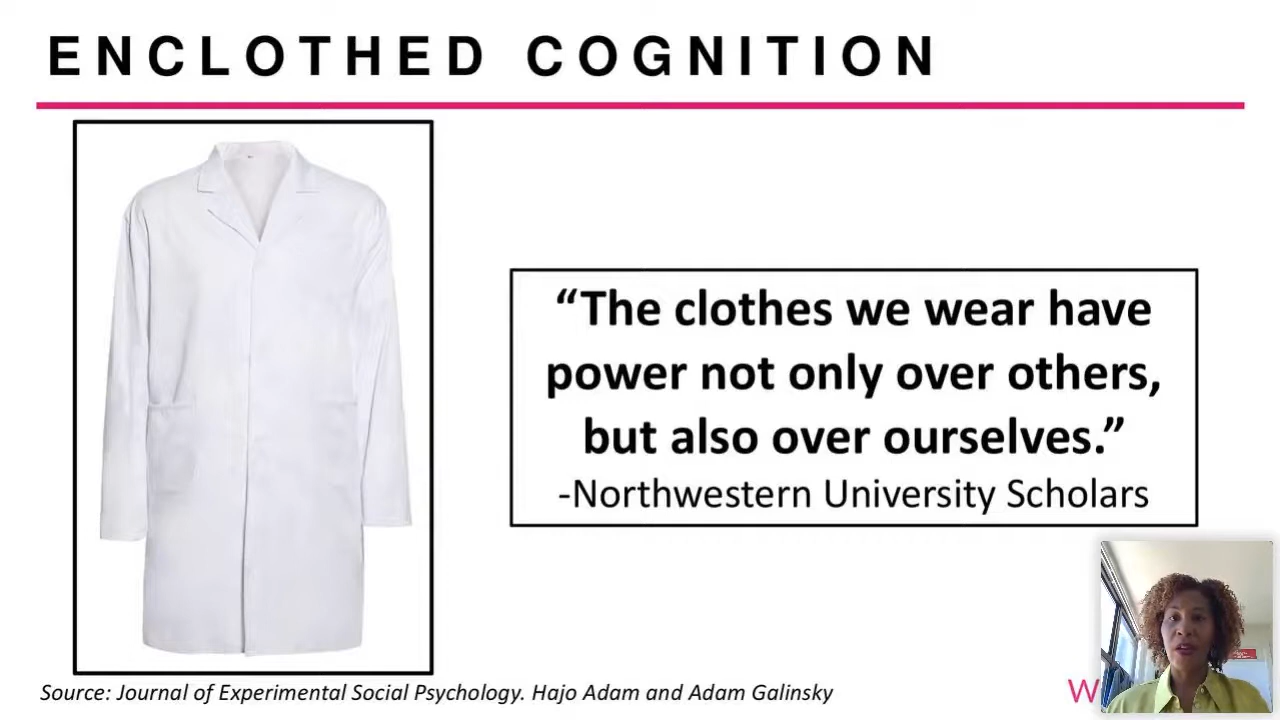 ENCLOTHED COGNITION
“The clothes we wear have
power not only over others,
but also over ourselves.”
-Northwestern University Scholars
Source: Journal of Experimental Social Psychology. Hajo Adam and Adam Galinsky
W